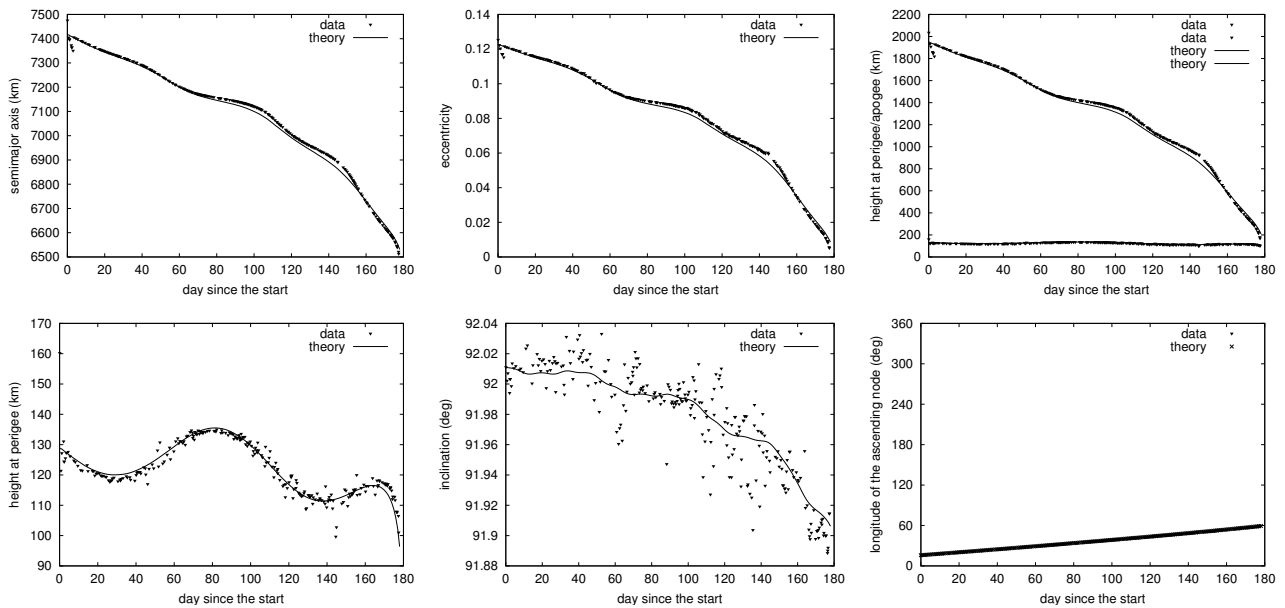 7500
7400
7300
7200
7100
7000
6900
6800
6700
6600
6500
0 20 40 60 80 100 120 140 160 180
semimajor axis (km)
day since the start
data
theory
0.14
0.12
0.1
0.08
0.06
0.04
0.02
0
0 20 40 60 80 100 120 140 160 180
eccentricity
day since the start
data
theory
2200
2000
1800
1600
1400
1200
1000
800
600
400
200
0
0 20 40 60 80 100 120 140 160 180
height at perigee/apogee (km)
day since the start
data
data
theory
theory
170
160
150
140
130
120
110
100
90
0 20 40 60 80 100 120 140 160 180
height at perigee (km)
day since the start
data
theory
92.04
92.02
92
91.98
91.96
91.94
91.92
91.9
91.88
0 20 40 60 80 100 120 140 160 180
inclination (deg)
day since the start
data
theory
360
300
240
180
120
60
0
0 20 40 60 80 100 120 140 160 180
longitude of the ascending node (deg)
day since the start
data
theory